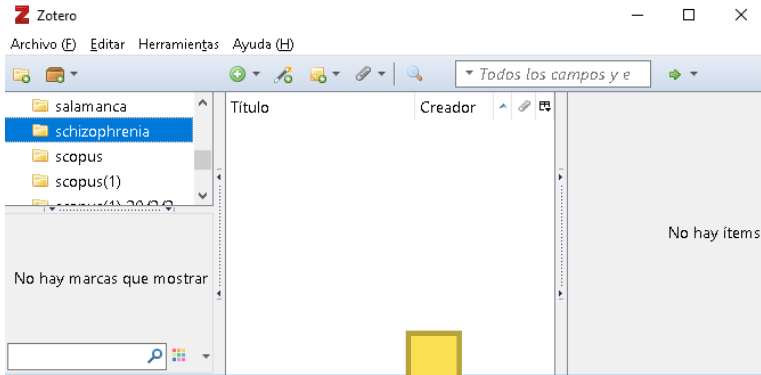 Zotero
Archivo (F) Editar Herramientas Ayuda (H)
Todos los campos y e
salamanca
schizophrenia
scopus
scopus(1)
Título Creador
No hay marcas que mostrar
No hay ítems